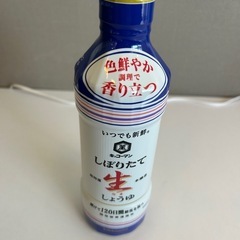 色鮮やか
調理で
香り立つ
いつでも新鮮
キッコーマン
しぼりたて
生
しょうゆ